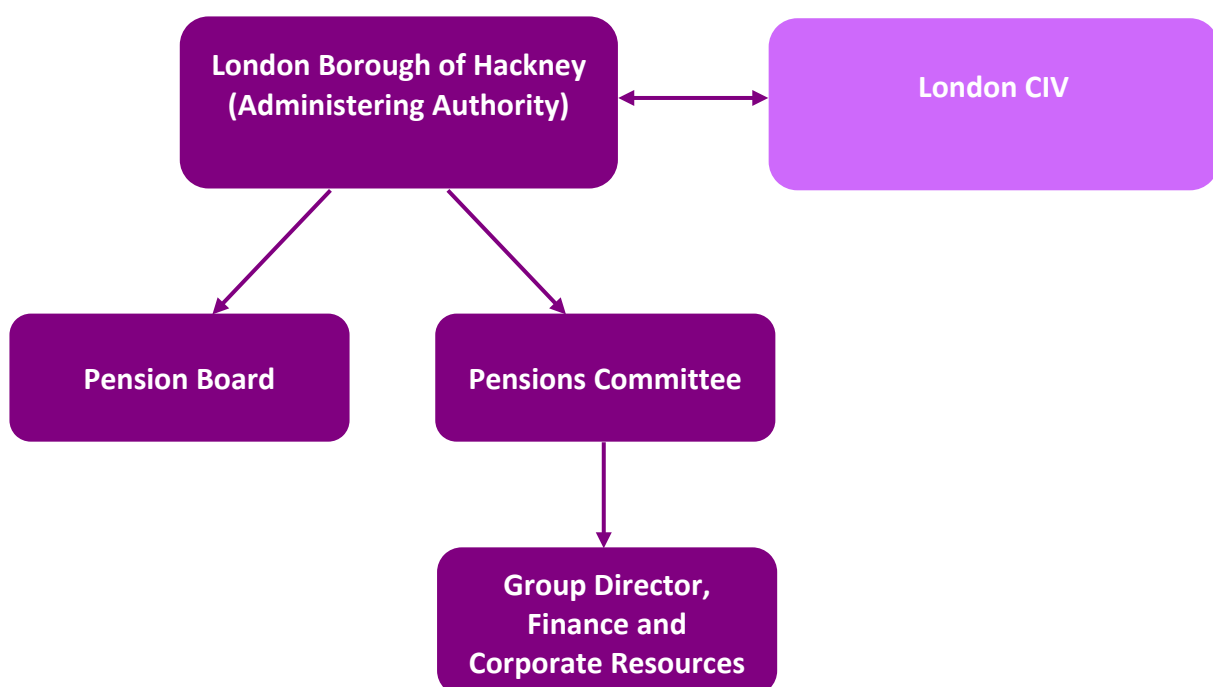 London Borough of Hackney
(Administering Authority)
London CIV
Pension Board
Pensions Committee
Group Director,
Finance and
Corporate Resources